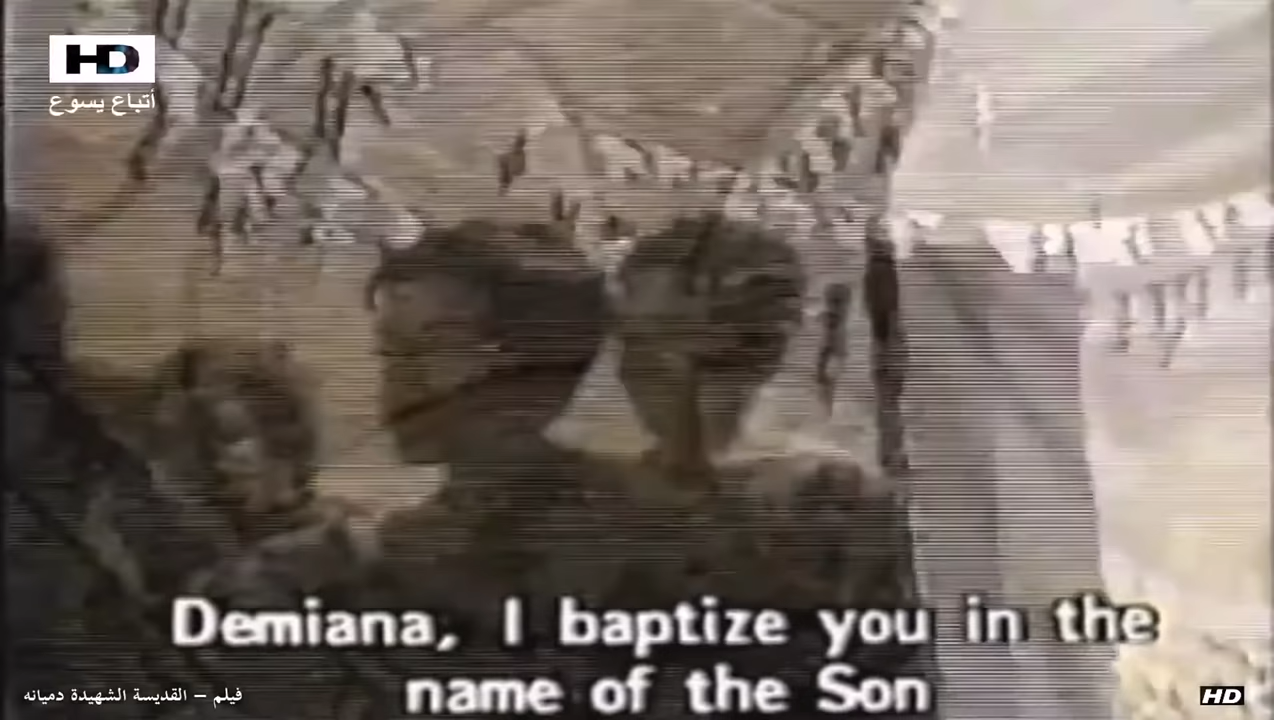 HD
أتباع يسوع
Demiana, I baptize you in the
name of the Son
فيلم – القديسة الشهيدة دميانه
HD